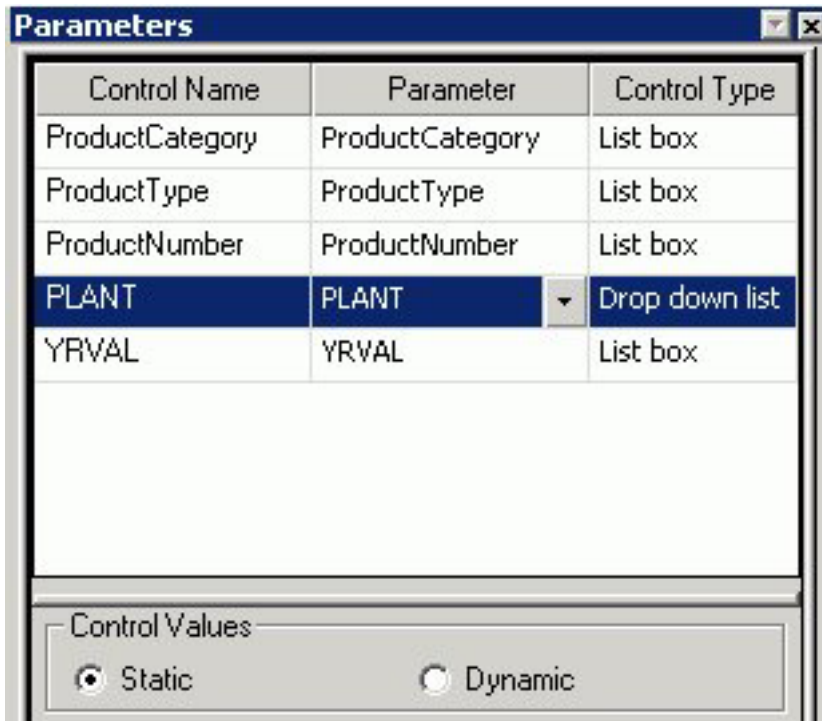 Parameters
Control Name Parameter Control Type
ProductCategory ProductCategory List box
ProductType ProductType List box
ProductNumber ProductNumber List box
PLANT PLANT Drop down list
YRVAL YRVAL List box
Control Values
Static Dynamic